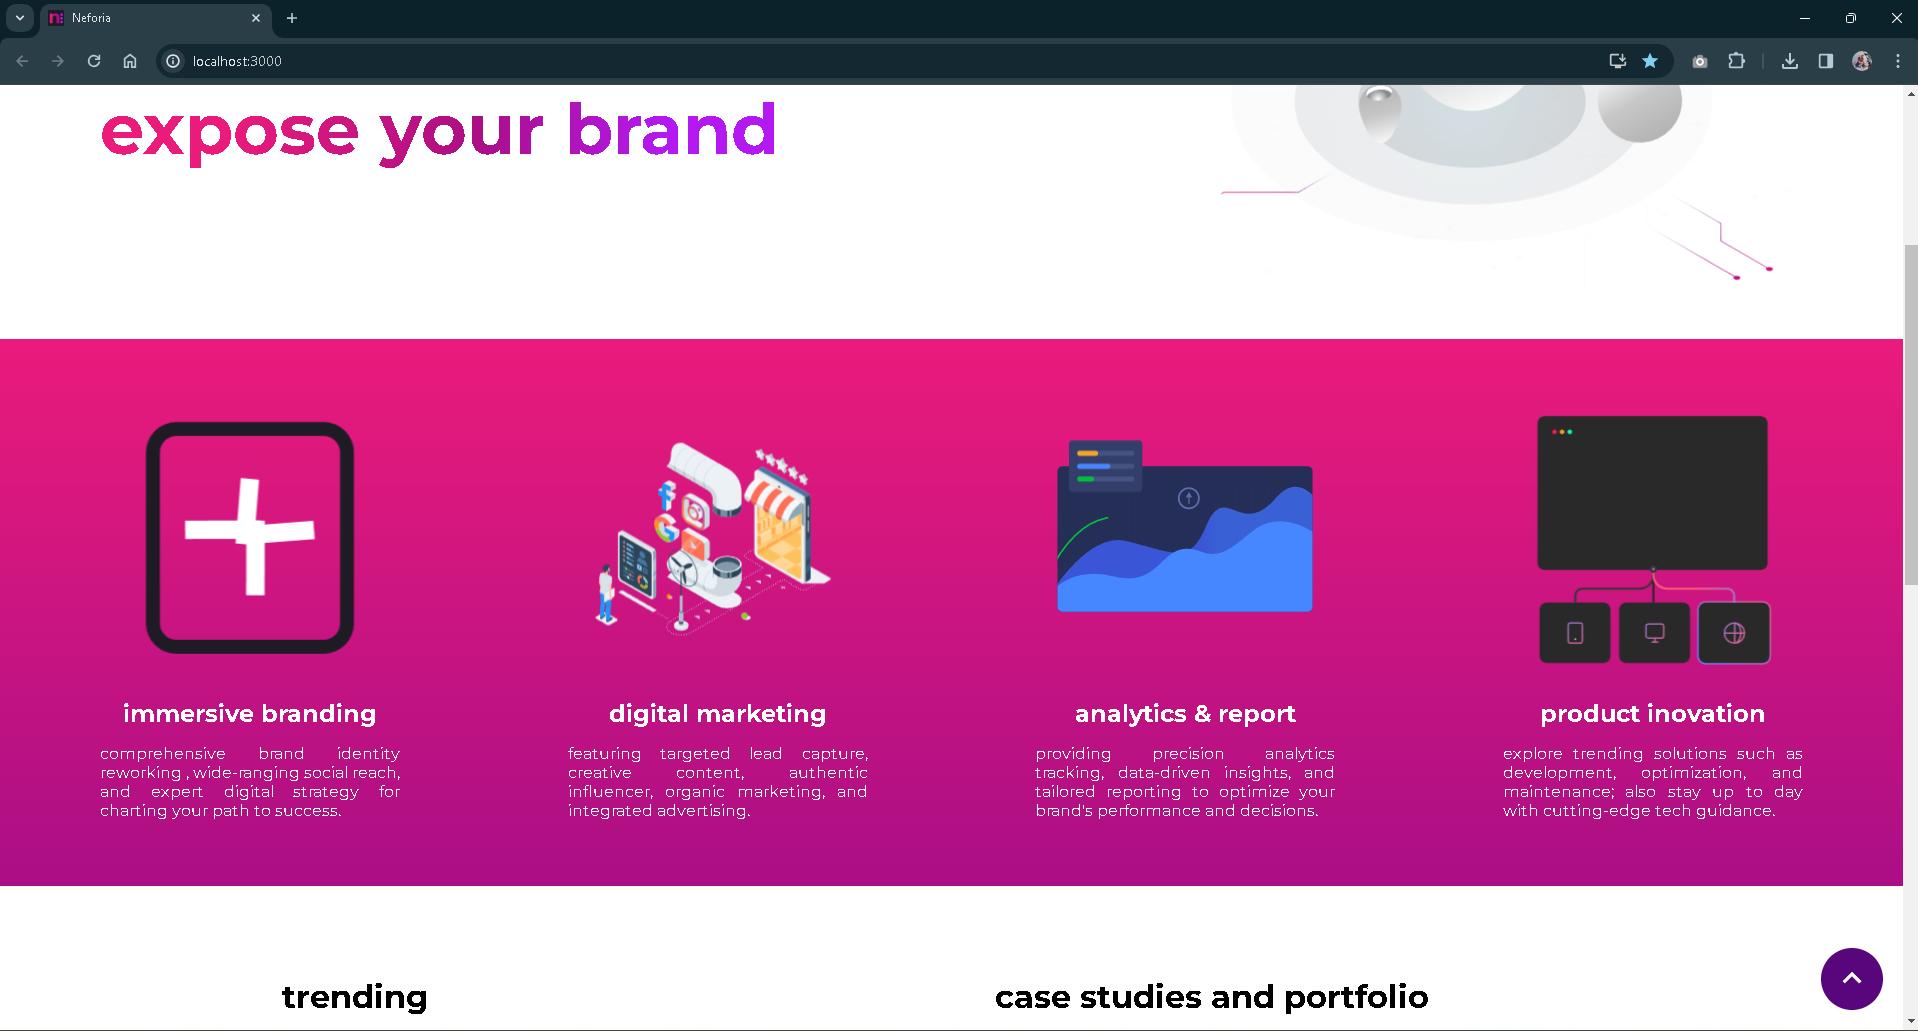 Neforia
localhost:3000
expose your brand
immersive branding
comprehensive brand identity
reworking , wide-ranging social reach,
and expert digital strategy for
charting your path to success.
digital marketing
featuring targeted lead capture,
creative content, authentic
influencer, organic marketing, and
integrated advertising.
analytics & report
providing precision analytics
tracking, data-driven insights, and
tailored reporting to optimize your
brand's performance and decisions.
product inovation
explore trending solutions such as
development, optimization, and
maintenance; also stay up to day
with cutting-edge tech guidance.
trending
case studies and portfolio